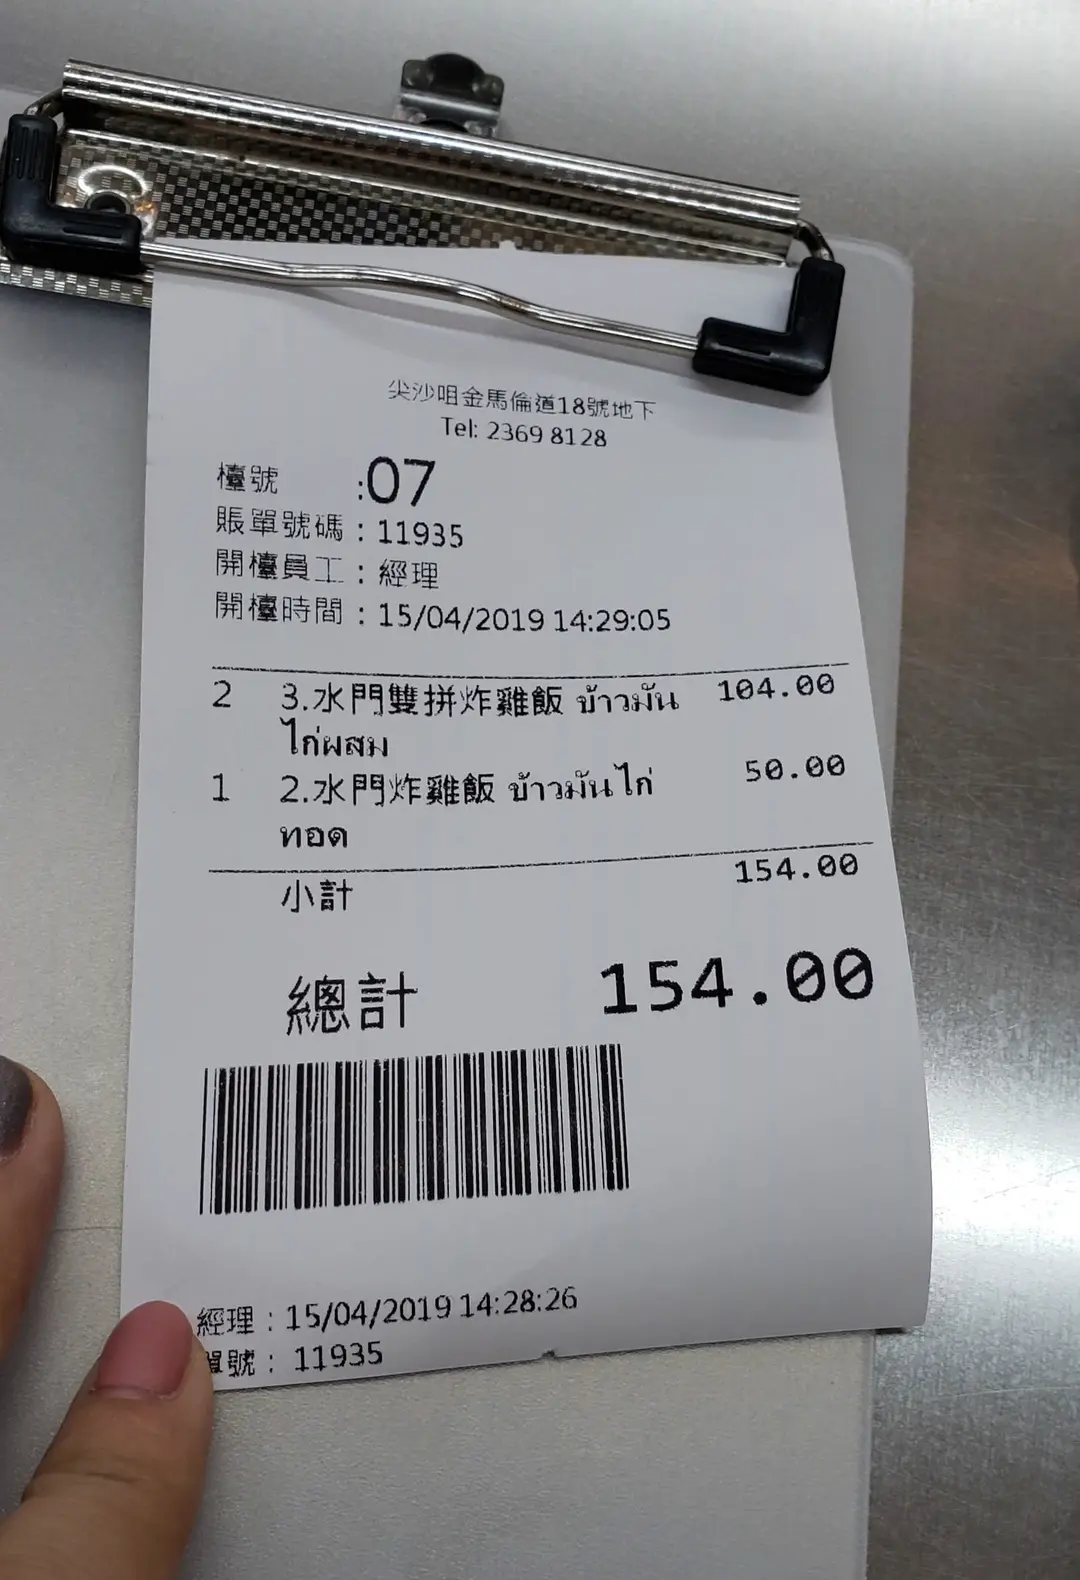 尖沙咀金馬倫道18號地下
Tel: 2369 8128
檯號 :07
賬單號碼 : 11935
開檯員工 : 經理
開檯時間 : 15/04/2019 14:29:05
2 3.水門雙拼炸雞飯 ข้าวมัน 104.00
ไก่ผสม
1 2.水門炸雞飯 ข้าวมันไก่ 50.00
ทอด
小計 154.00
總計 154.00
經理 : 15/04/2019 14:28:26
單號 : 11935